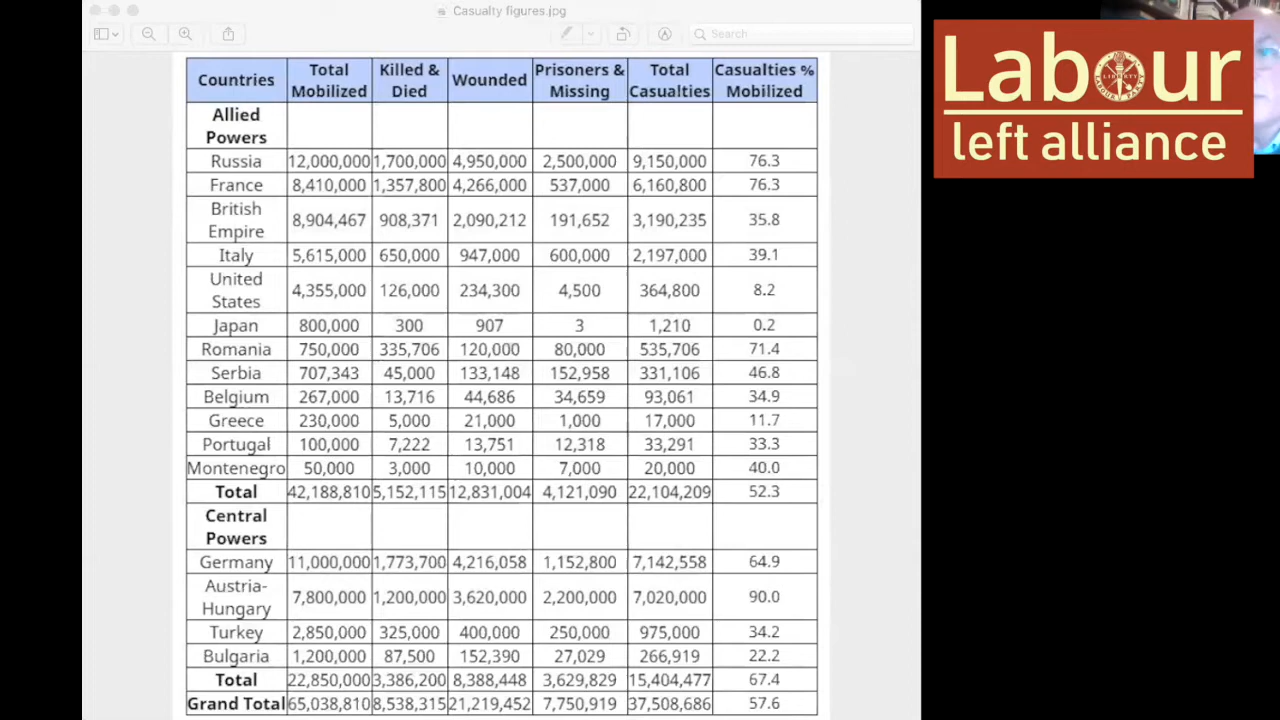 Casualty figures.jpg
Search
Labour
LIBERTY
left alliance
Countries Total Mobilized Killed & Died Wounded Prisoners & Missing Total Casualties Casualties % Mobilized
Allied Powers
Russia 12,000,000 1,700,000 4,950,000 2,500,000 9,150,000 76.3
France 8,410,000 1,357,800 4,266,000 537,000 6,160,800 76.3
British Empire 8,904,467 908,371 2,090,212 191,652 3,190,235 35.8
Italy 5,615,000 650,000 947,000 600,000 2,197,000 39.1
United States 4,355,000 126,000 234,300 4,500 364,800 8.2
Japan 800,000 300 907 3 1,210 0.2
Romania 750,000 335,706 120,000 80,000 535,706 71.4
Serbia 707,343 45,000 133,148 152,958 331,106 46.8
Belgium 267,000 13,716 44,686 34,659 93,061 34.9
Greece 230,000 5,000 21,000 1,000 17,000 11.7
Portugal 100,000 7,222 13,751 12,318 33,291 33.3
Montenegro 50,000 3,000 10,000 7,000 20,000 40.0
Total 42,188,810 5,152,115 12,831,004 4,121,090 22,104,209 52.3
Central Powers
Germany 11,000,000 1,773,700 4,216,058 1,152,800 7,142,558 64.9
Austria-Hungary 7,800,000 1,200,000 3,620,000 2,200,000 7,020,000 90.0
Turkey 2,850,000 325,000 400,000 250,000 975,000 34.2
Bulgaria 1,200,000 87,500 152,390 27,029 266,919 22.2
Total 22,850,000 3,386,200 8,388,448 3,629,829 15,404,477 67.4
Grand Total 65,038,810 8,538,315 21,219,452 7,750,919 37,508,686 57.6